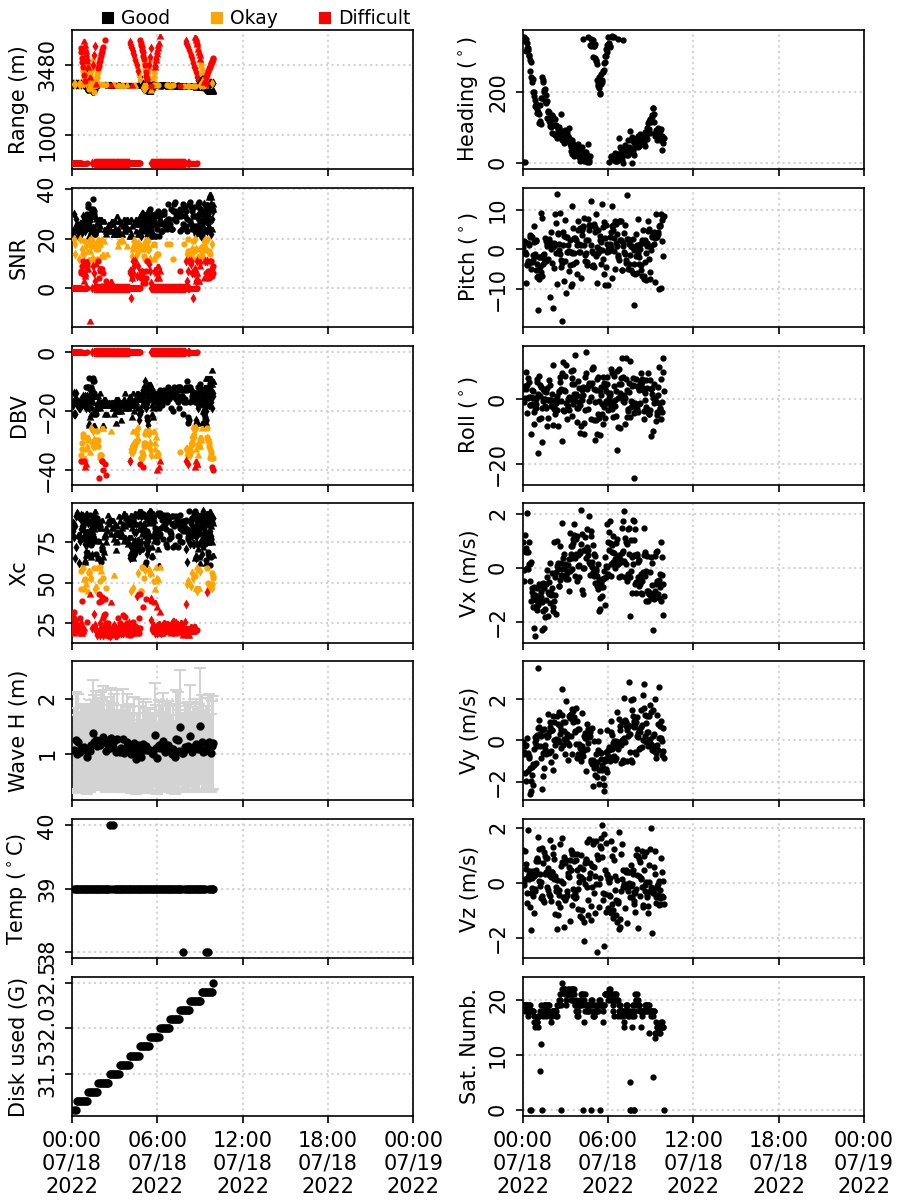 Good Okay Difficult
Range (m)
3480
1000
Heading (°)
200
0
SNR
40
20
0
Pitch (°)
10
0
−10
DBV
0
−20
−40
Roll (°)
0
−20
Xc
75
50
25
Vx (m/s)
2
0
−2
Wave H (m)
2
1
Vy (m/s)
2
0
−2
Temp (°C)
40
39
38
Vz (m/s)
2
0
−2
Disk used (G)
32.5
32.0
31.5
Sat. Numb.
20
10
0
00:00 06:00 12:00 18:00 00:00 00:00 06:00 12:00 18:00 00:00
07/18 07/18 07/18 07/18 07/19 07/18 07/18 07/18 07/18 07/19
2022 2022 2022 2022 2022 2022 2022 2022 2022 2022